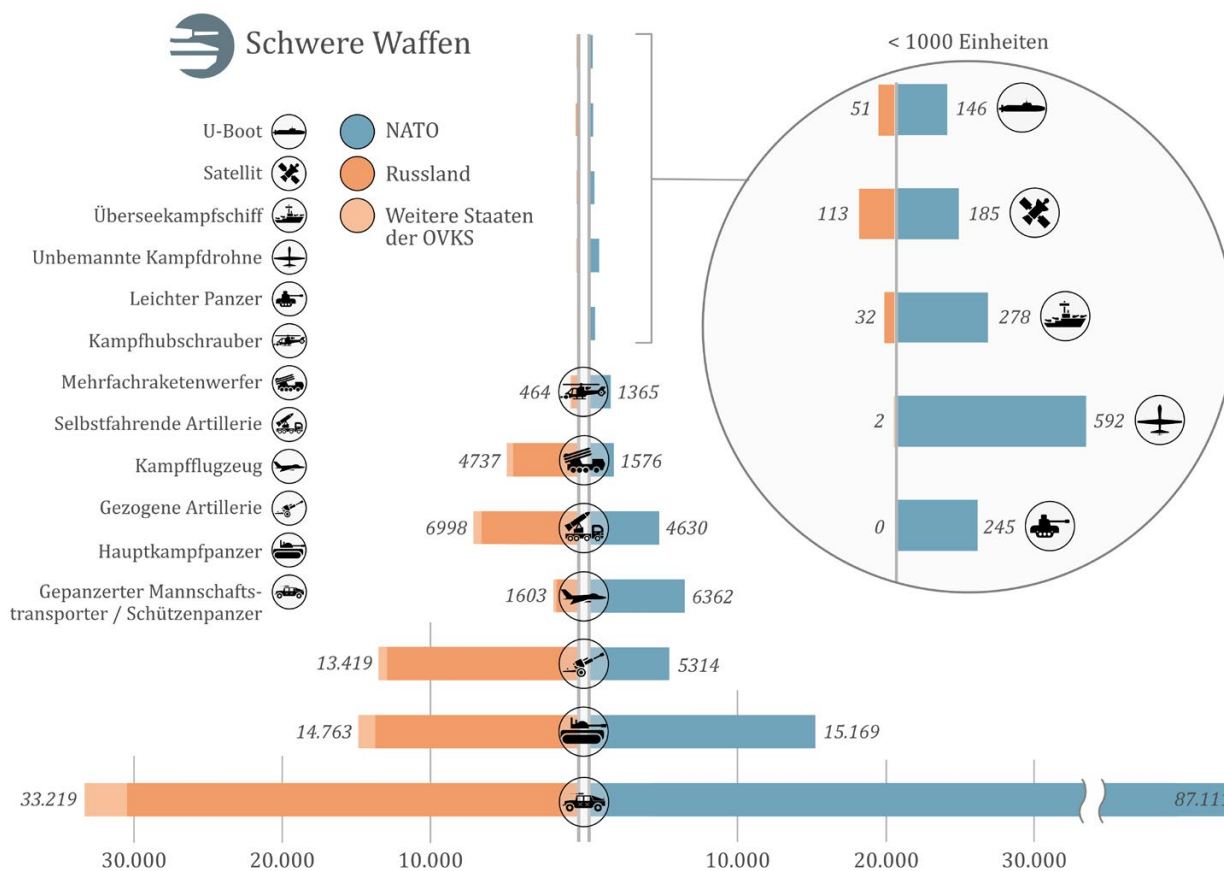 Schwere Waffen
< 1000 Einheiten
U-Boot
Satellit
Überseekampfschiff
Unbemannte Kampfdrohne
Leichter Panzer
Kampfhubschrauber
Mehrfachraketenwerfer
Selbstfahrende Artillerie
Kampfflugzeug
Gezogene Artillerie
Hauptkampfpanzer
Gepanzerter Mannschafts-
transporter / Schützenpanzer
NATO
Russland
Weitere Staaten
der OVKS
51 146
113 185
32 278
2 592
0 245
464 1365
4737 1576
6998 4630
1603 6362
13.419 5314
14.763 15.169
33.219 87.111
30.000 20.000 10.000 10.000 20.000 30.000